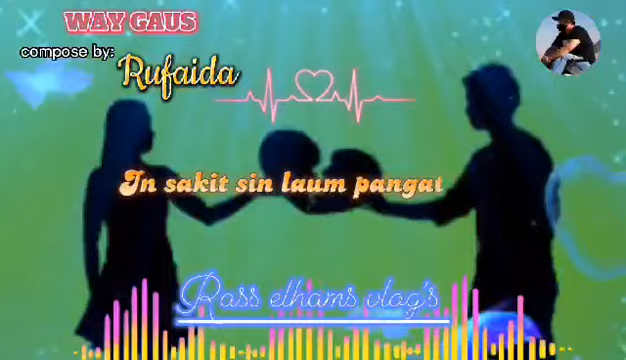 WAY GAUS
compose by:
Rufaida
In sakit sin laum pangat
Rass elhams vlog's